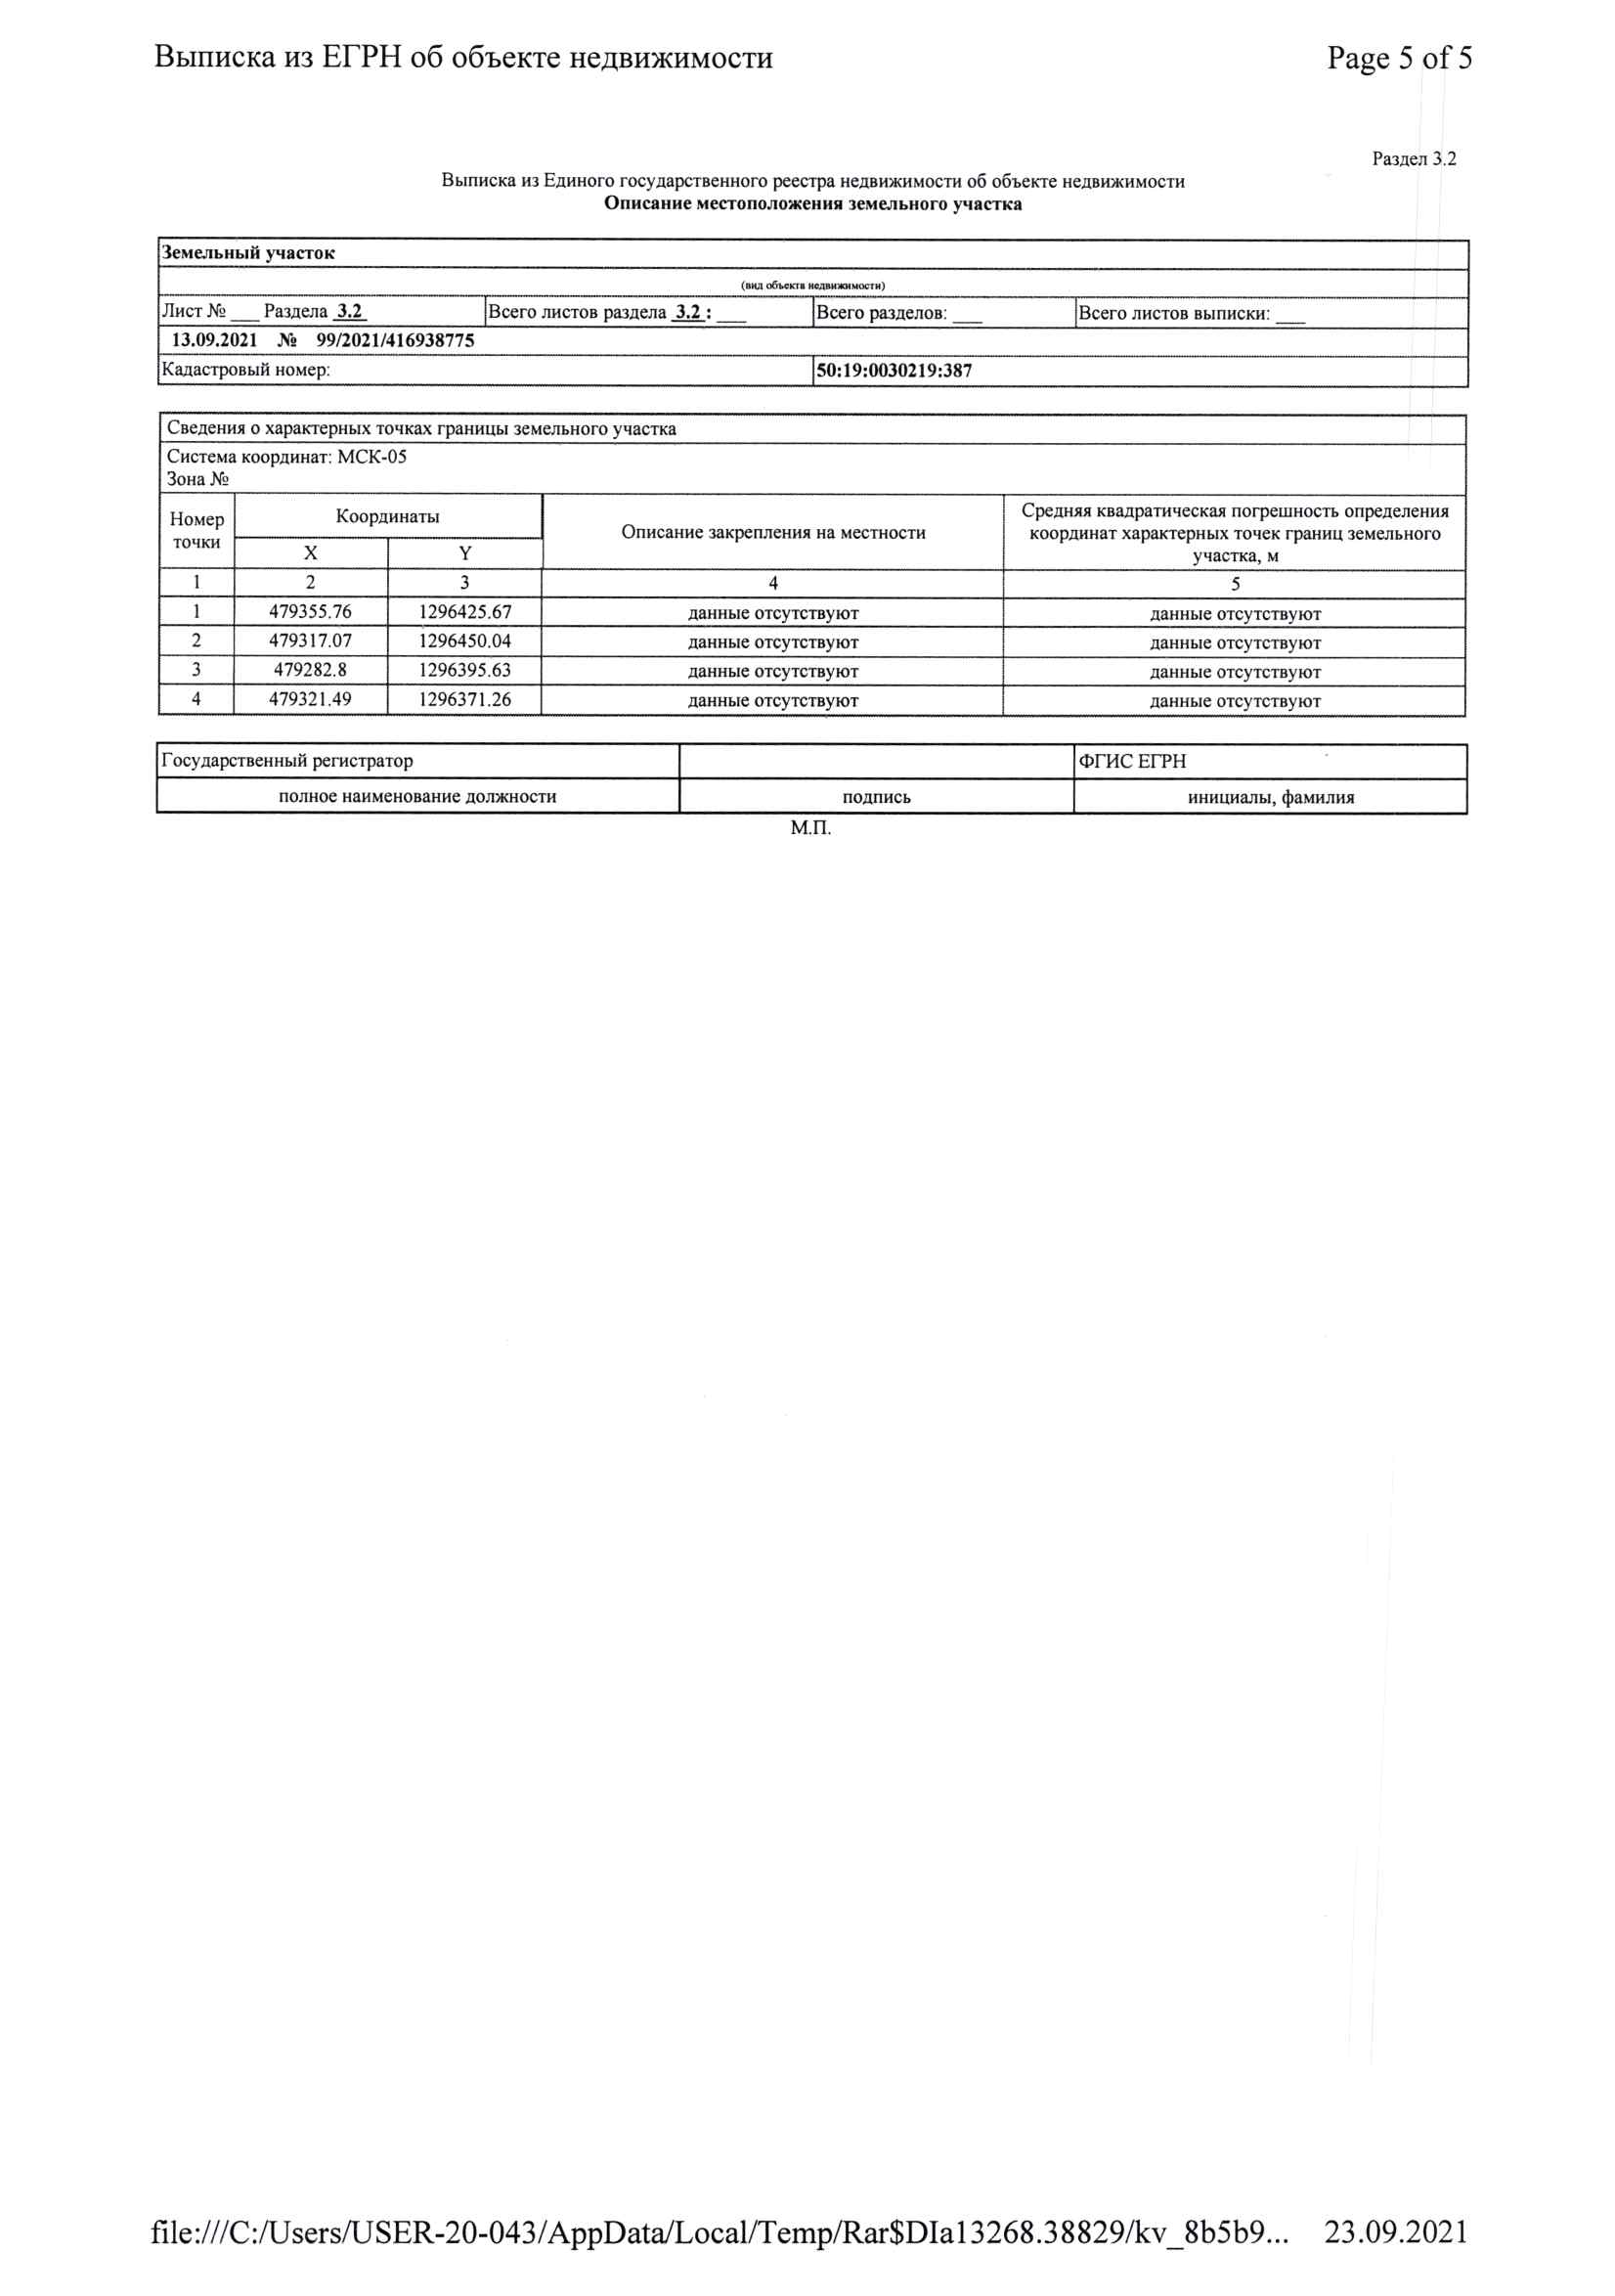 Выписка из ЕГРН об объекте недвижимости Page 5 of 5
Раздел 3.2
Выписка из Единого государственного реестра недвижимости об объекте недвижимости
Описание местоположения земельного участка
Земельный участок
(вид объекта недвижимости)
Лист № ___ Раздела 3.2 Всего листов раздела 3.2 : ___ Всего разделов: ___ Всего листов выписки: ___
13.09.2021 № 99/2021/416938775
Кадастровый номер: 50:19:0030219:387
Сведения о характерных точках границы земельного участка
Система координат: МСК-05
Зона №
Номер точки Координаты Описание закрепления на местности Средняя квадратическая погрешность определения координат характерных точек границ земельного участка, м
X Y
1 2 3 4 5
1 479355.76 1296425.67 данные отсутствуют данные отсутствуют
2 479317.07 1296450.04 данные отсутствуют данные отсутствуют
3 479282.8 1296395.63 данные отсутствуют данные отсутствуют
4 479321.49 1296371.26 данные отсутствуют данные отсутствуют
Государственный регистратор ФГИС ЕГРН
полное наименование должности подпись инициалы, фамилия
М.П.
file:///C:/Users/USER-20-043/AppData/Local/Temp/Rar$DIa13268.38829/kv_8b5b9... 23.09.2021